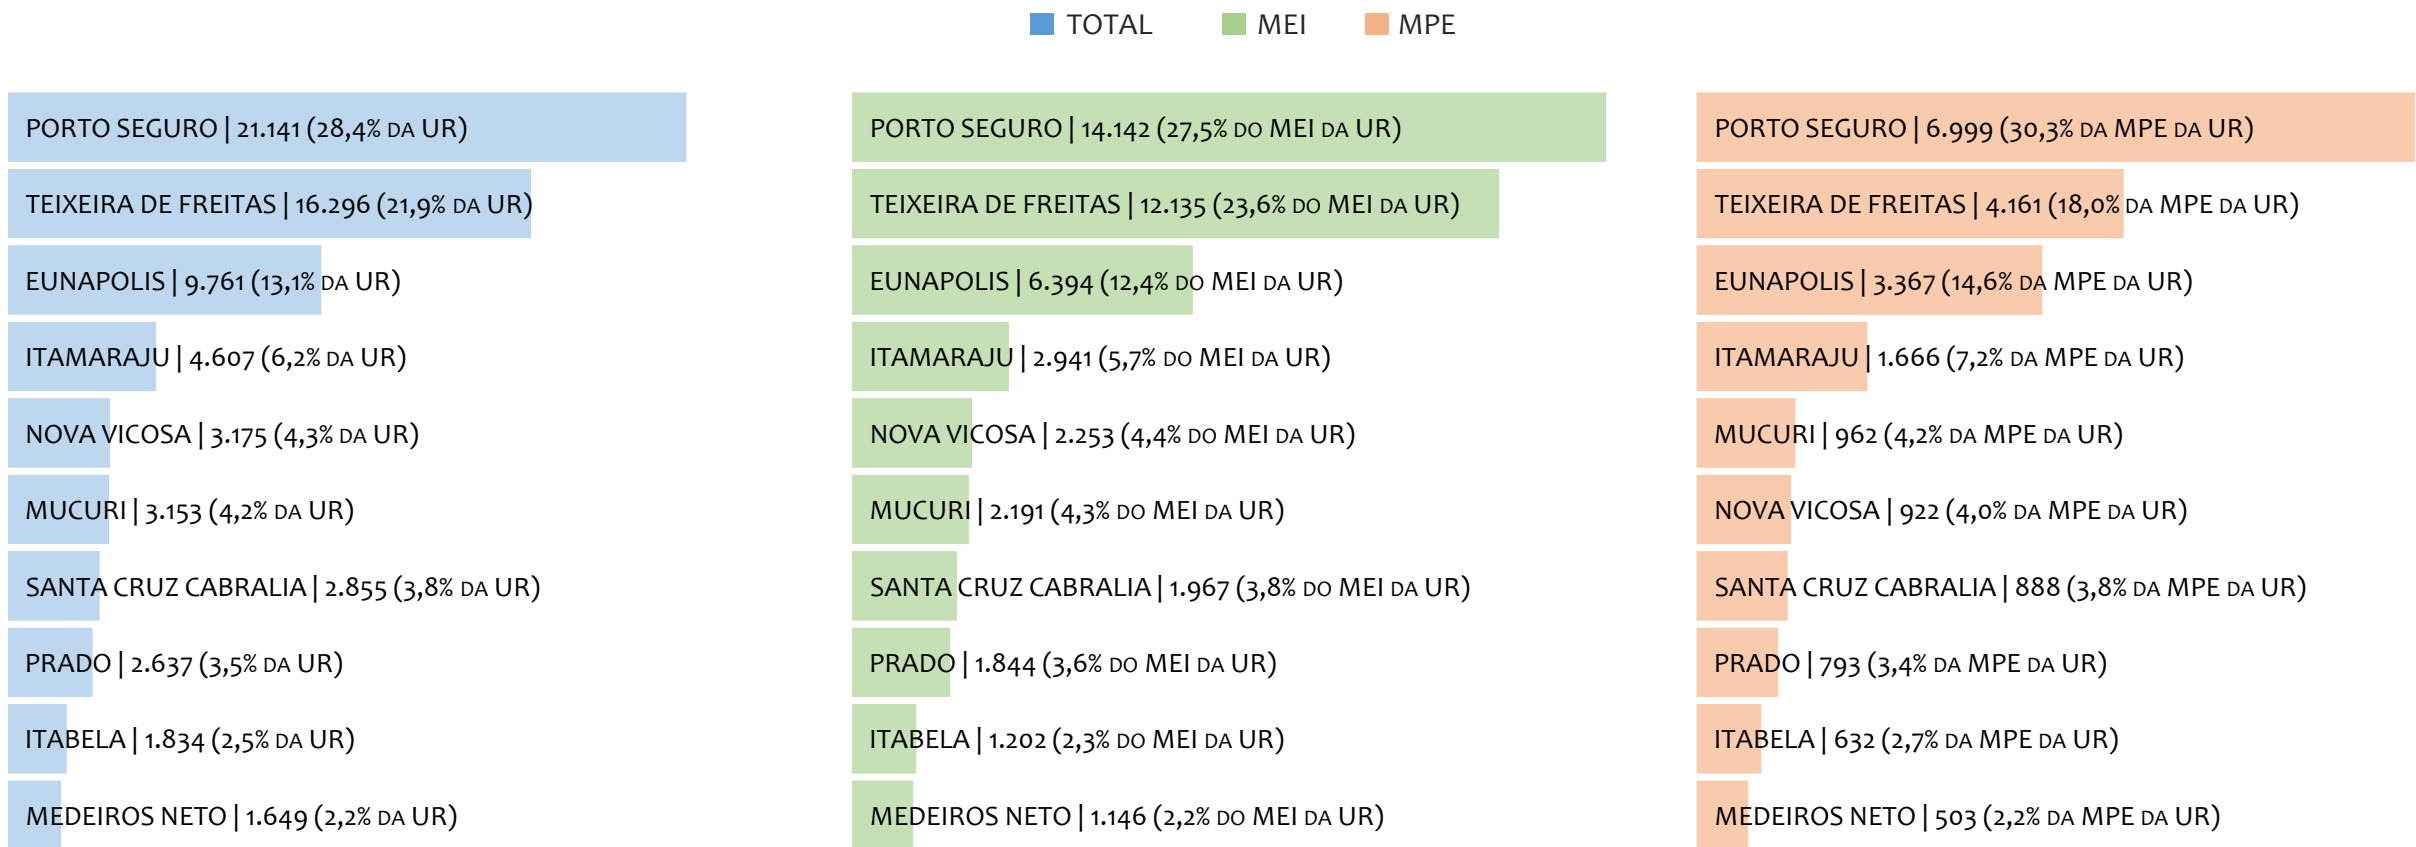 TOTAL MEI MPE
PORTO SEGURO | 21.141 (28,4% DA UR)
TEIXEIRA DE FREITAS | 16.296 (21,9% DA UR)
EUNAPOLIS | 9.761 (13,1% DA UR)
ITAMARAJU | 4.607 (6,2% DA UR)
NOVA VICOSA | 3.175 (4,3% DA UR)
MUCURI | 3.153 (4,2% DA UR)
SANTA CRUZ CABRALIA | 2.855 (3,8% DA UR)
PRADO | 2.637 (3,5% DA UR)
ITABELA | 1.834 (2,5% DA UR)
MEDEIROS NETO | 1.649 (2,2% DA UR)
PORTO SEGURO | 14.142 (27,5% DO MEI DA UR)
TEIXEIRA DE FREITAS | 12.135 (23,6% DO MEI DA UR)
EUNAPOLIS | 6.394 (12,4% DO MEI DA UR)
ITAMARAJU | 2.941 (5,7% DO MEI DA UR)
NOVA VICOSA | 2.253 (4,4% DO MEI DA UR)
MUCURI | 2.191 (4,3% DO MEI DA UR)
SANTA CRUZ CABRALIA | 1.967 (3,8% DO MEI DA UR)
PRADO | 1.844 (3,6% DO MEI DA UR)
ITABELA | 1.202 (2,3% DO MEI DA UR)
MEDEIROS NETO | 1.146 (2,2% DO MEI DA UR)
PORTO SEGURO | 6.999 (30,3% DA MPE DA UR)
TEIXEIRA DE FREITAS | 4.161 (18,0% DA MPE DA UR)
EUNAPOLIS | 3.367 (14,6% DA MPE DA UR)
ITAMARAJU | 1.666 (7,2% DA MPE DA UR)
MUCURI | 962 (4,2% DA MPE DA UR)
NOVA VICOSA | 922 (4,0% DA MPE DA UR)
SANTA CRUZ CABRALIA | 888 (3,8% DA MPE DA UR)
PRADO | 793 (3,4% DA MPE DA UR)
ITABELA | 632 (2,7% DA MPE DA UR)
MEDEIROS NETO | 503 (2,2% DA MPE DA UR)